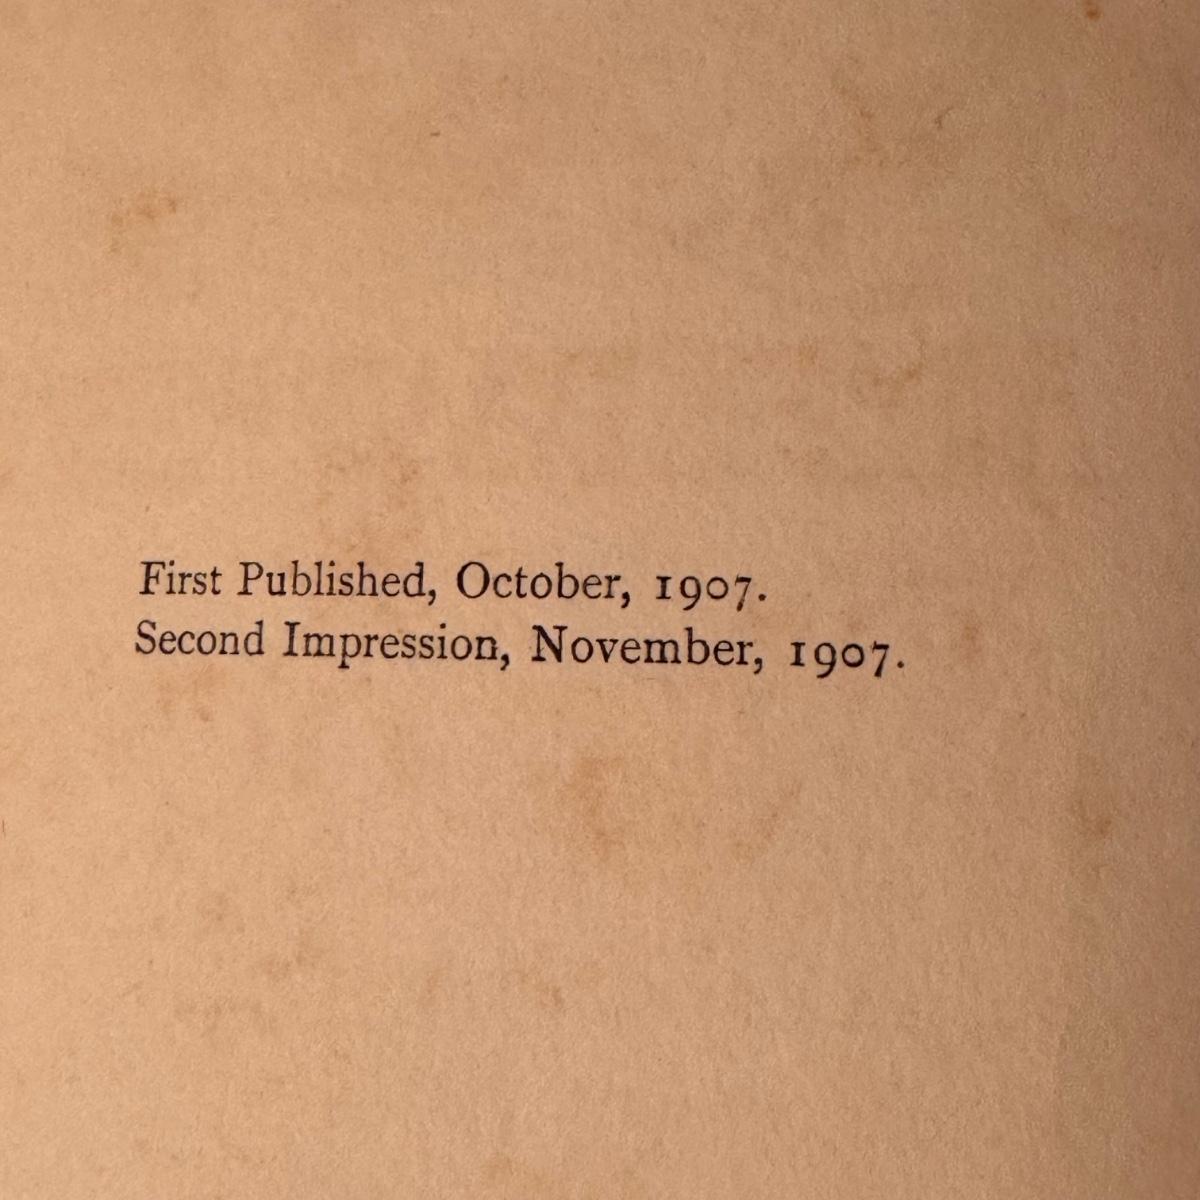 First Published, October, 1907.
Second Impression, November, 1907.